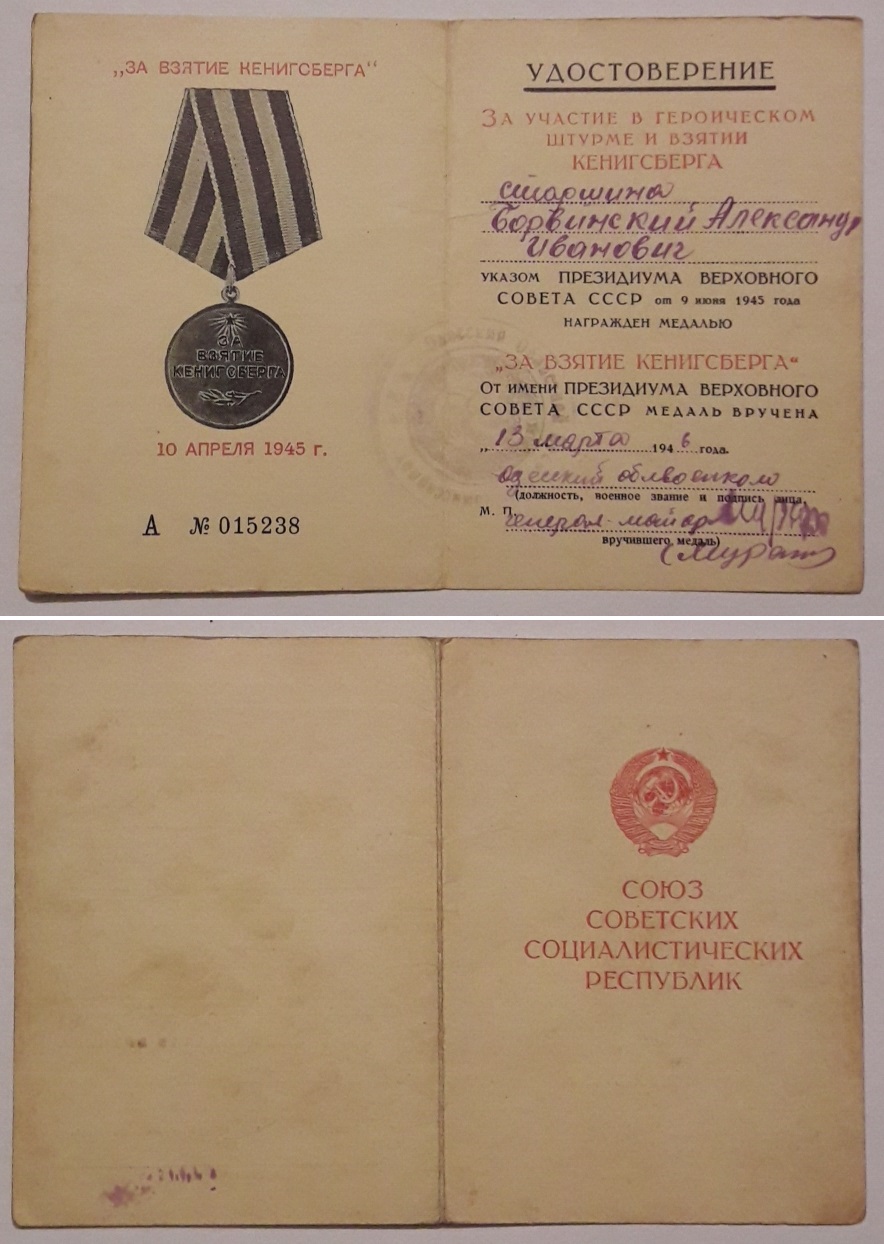 „ЗА ВЗЯТИЕ КЕНИГСБЕРГА“
ЗА
ВЗЯТИЕ
КЕНИГСБЕРГА
10 АПРЕЛЯ 1945 г.
А № 015238
УДОСТОВЕРЕНИЕ
ЗА УЧАСТИЕ В ГЕРОИЧЕСКОМ
ШТУРМЕ И ВЗЯТИИ
КЕНИГСБЕРГА
старшина
Борвинский Александр
Иванович
УКАЗОМ ПРЕЗИДИУМА ВЕРХОВНОГО
СОВЕТА СССР от 9 июня 1945 года
НАГРАЖДЕН МЕДАЛЬЮ
„ЗА ВЗЯТИЕ КЕНИГСБЕРГА“
От имени ПРЕЗИДИУМА ВЕРХОВНОГО
СОВЕТА СССР МЕДАЛЬ ВРУЧЕНА
„13 марта 1946 года.
Одесский облвоенком
(должность, военное звание и подпись лица,
М. П.
генерал-майор
вручившего медаль)
СОЮЗ
СОВЕТСКИХ
СОЦИАЛИСТИЧЕСКИХ
РЕСПУБЛИК